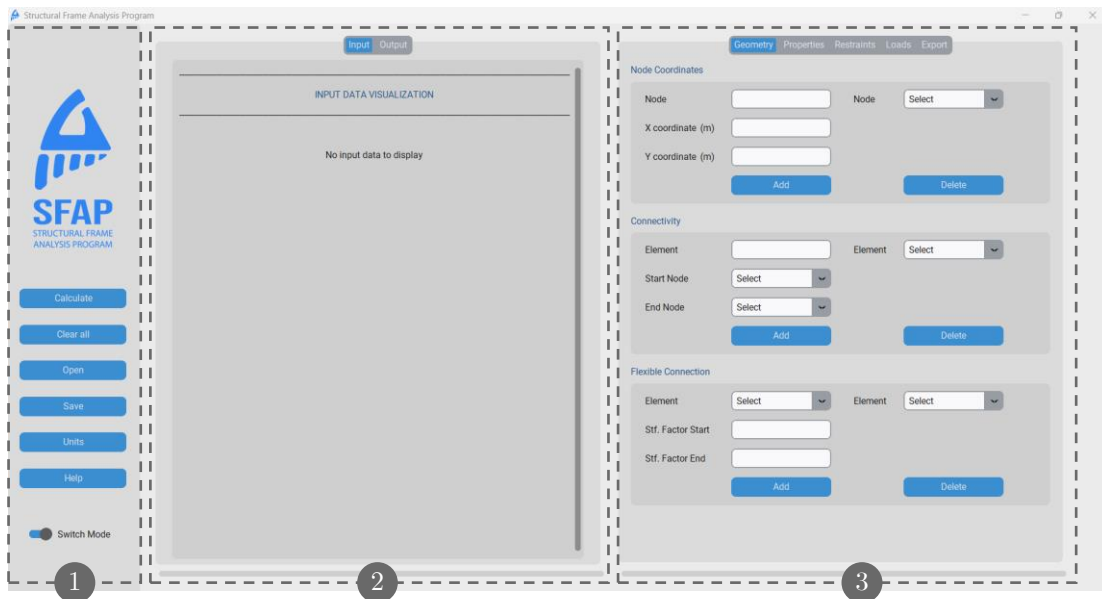 Structural Frame Analysis Program
SFAP
STRUCTURAL FRAME
ANALYSIS PROGRAM
Calculate
Clear all
Open
Save
Units
Help
Switch Mode
1
Input Output
INPUT DATA VISUALIZATION
No input data to display
2
Geometry Properties Restraints Loads Export
Node Coordinates
Node Node Select
X coordinate (m)
Y coordinate (m)
Add Delete
Connectivity
Element Element Select
Start Node Select
End Node Select
Add Delete
Flexible Connection
Element Select Element Select
Stf. Factor Start
Stf. Factor End
Add Delete
3